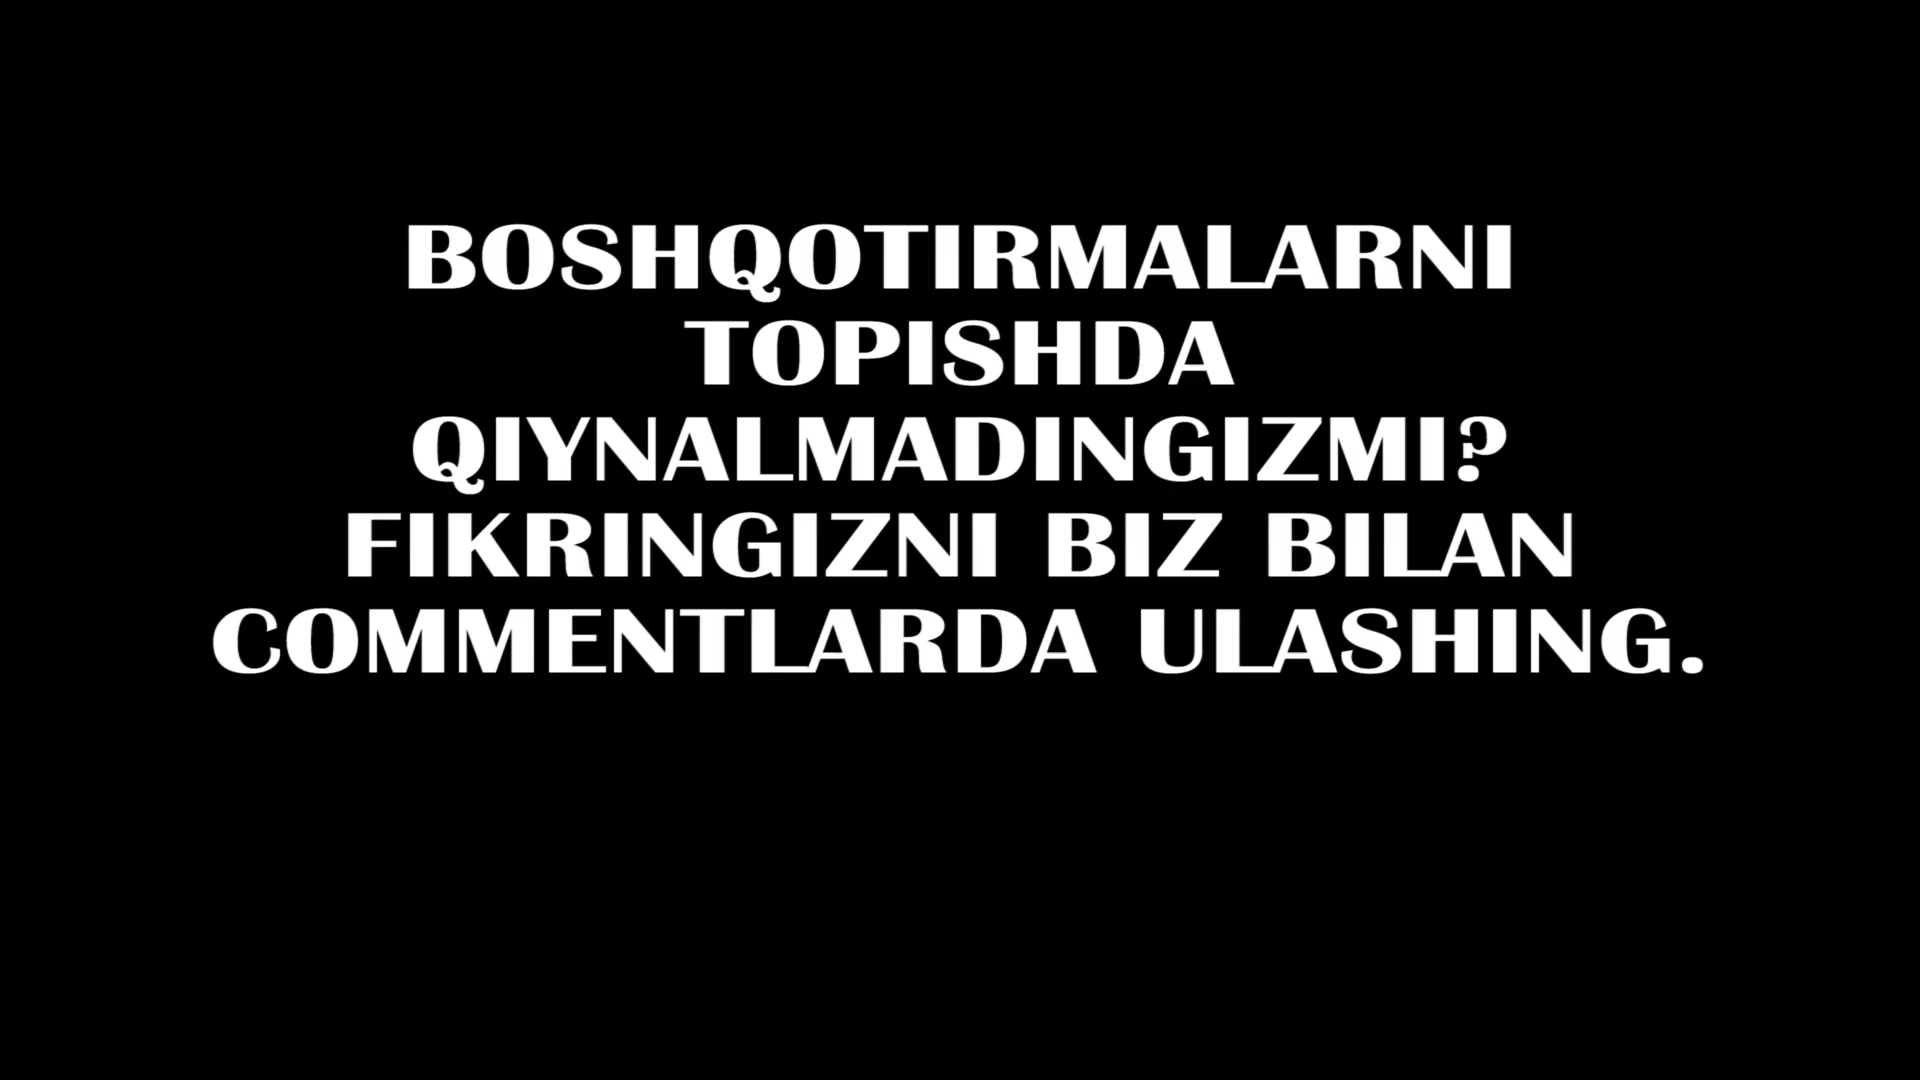 BOSHQOTIRMALARNI
TOPISHDA
QIYNALMADINGIZMI?
FIKRINGIZNI BIZ BILAN
COMMENTLARDA ULASHING.